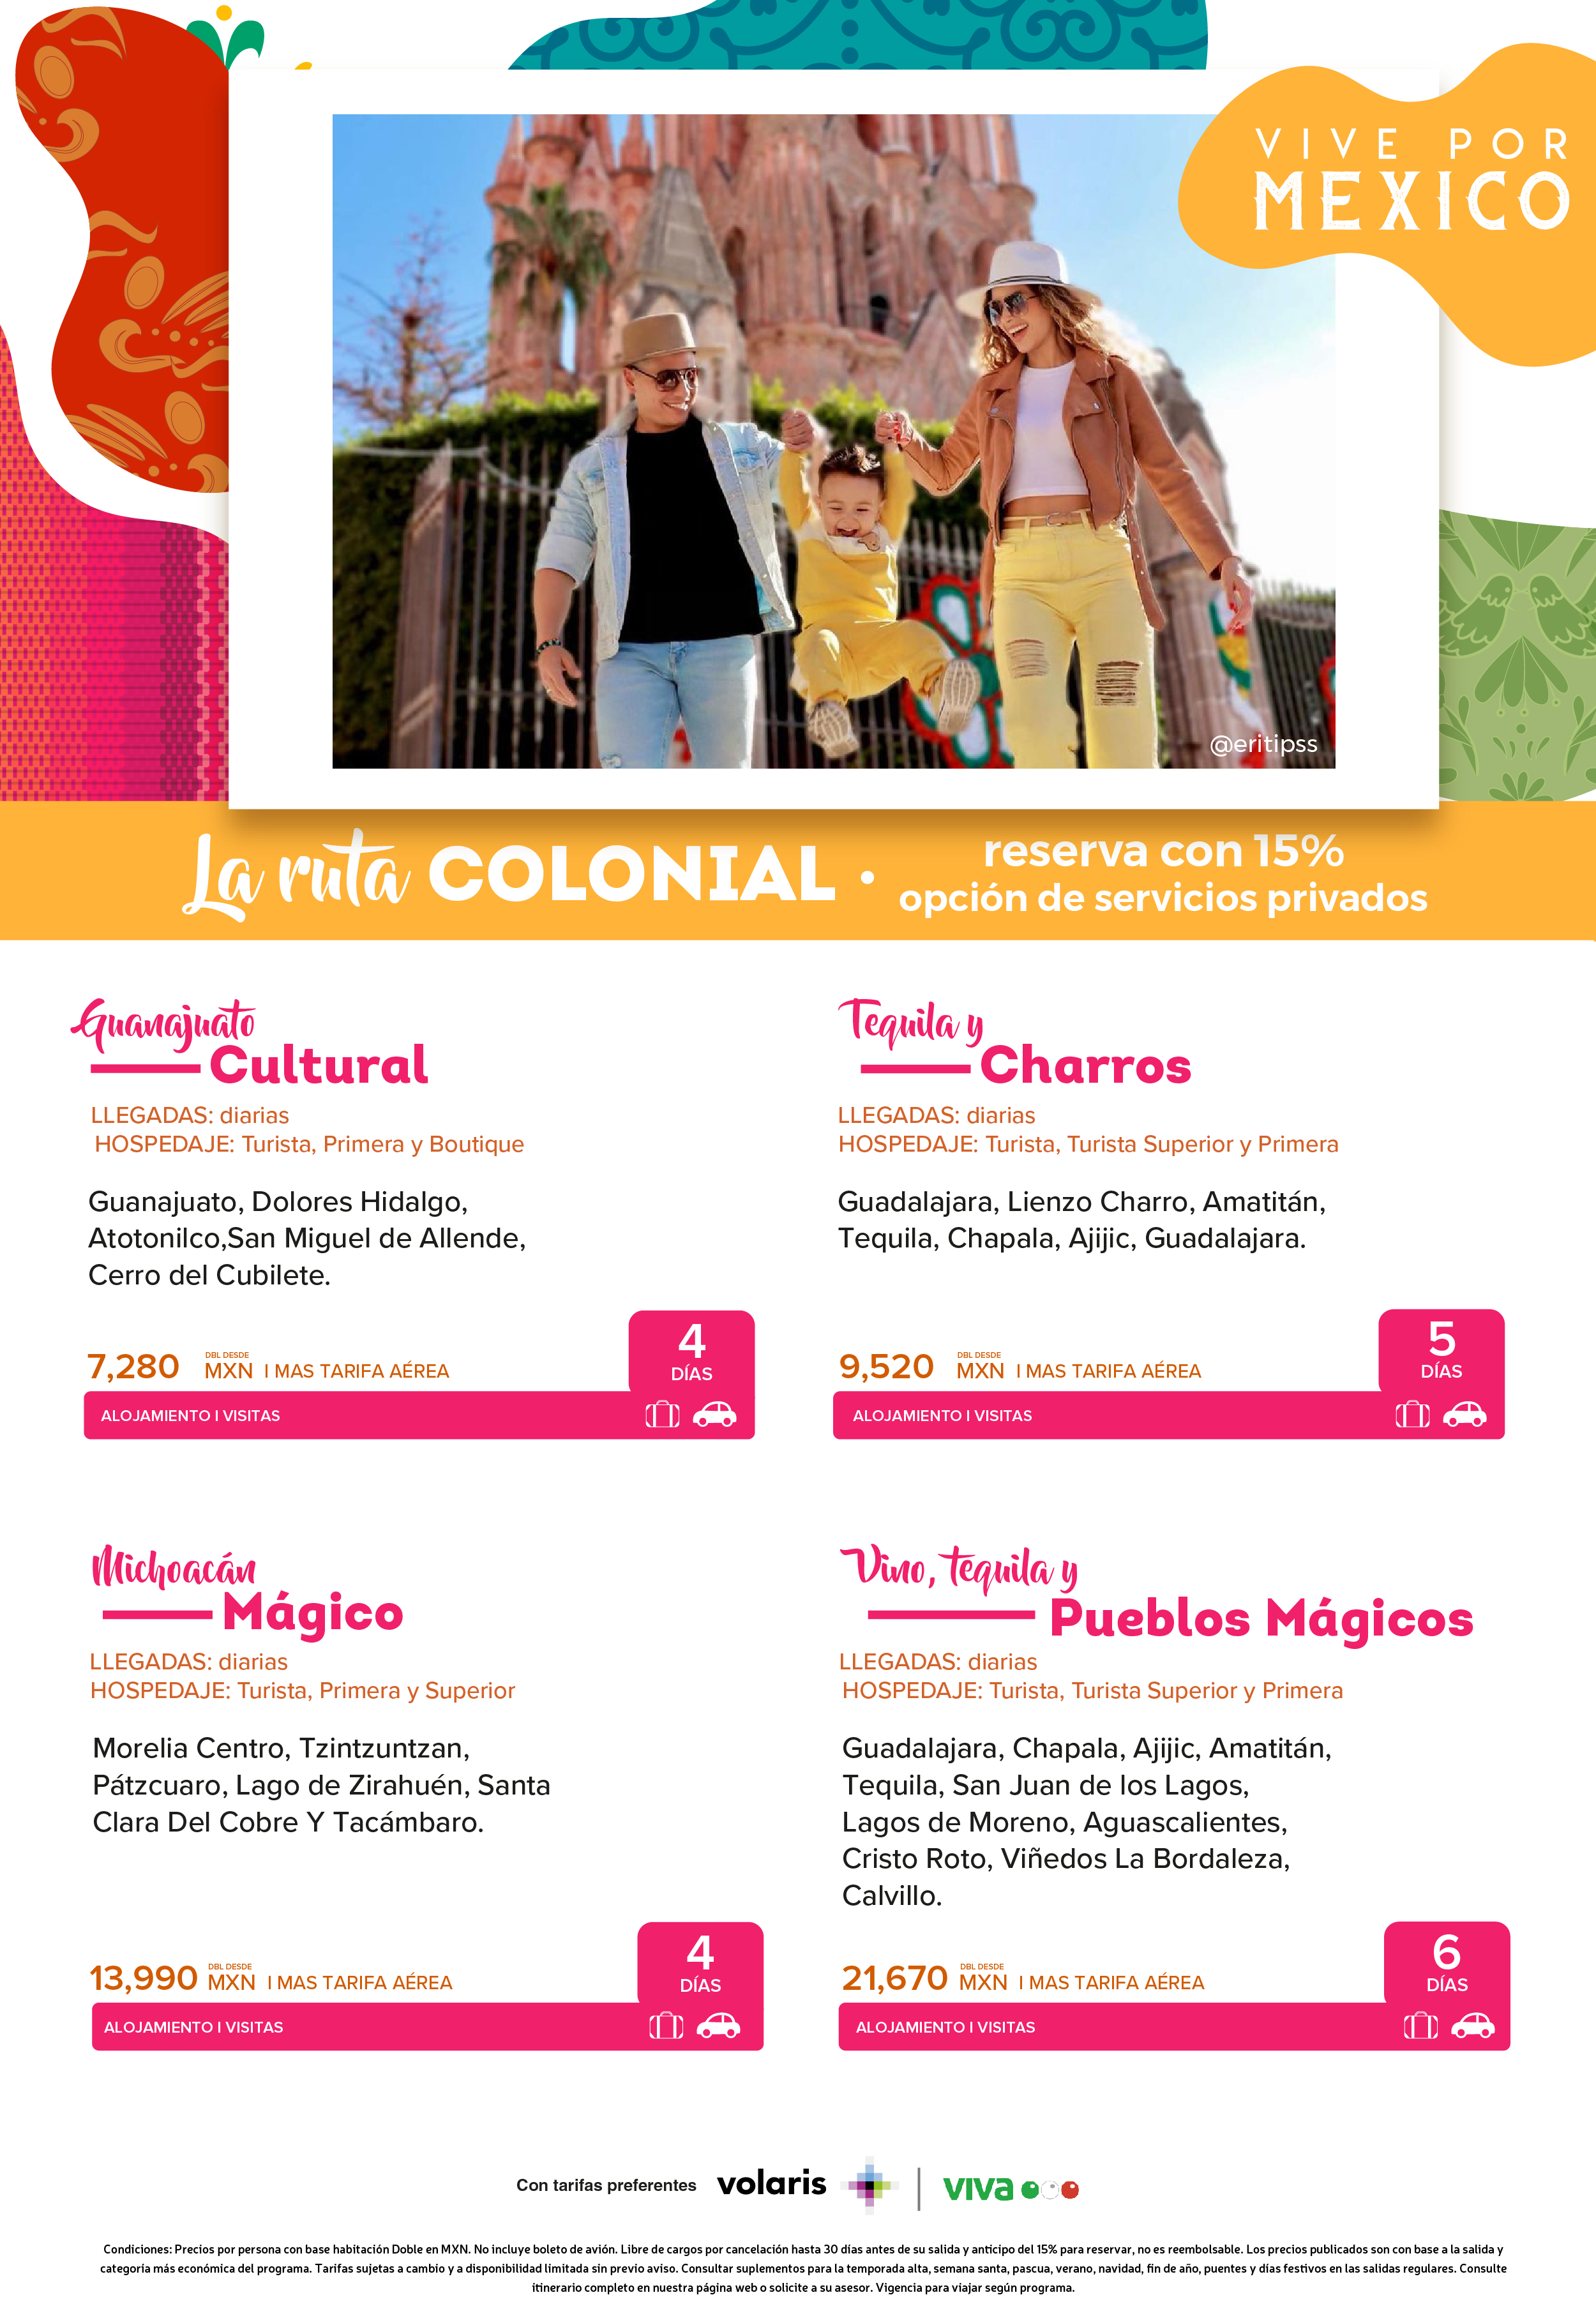 VIVE POR
MEXICO
@eritipss
La ruta COLONIAL •
reserva con 15%
opción de servicios privados
Guanajuato
Cultural
LLEGADAS: diarias
HOSPEDAJE: Turista, Primera y Boutique
Guanajuato, Dolores Hidalgo,
Atotonilco,San Miguel de Allende,
Cerro del Cubilete.
4
DÍAS
DBL DESDE
7,280 MXN I MAS TARIFA AÉREA
ALOJAMIENTO I VISITAS
Tequila y
Charros
LLEGADAS: diarias
HOSPEDAJE: Turista, Turista Superior y Primera
Guadalajara, Lienzo Charro, Amatitán,
Tequila, Chapala, Ajijic, Guadalajara.
5
DÍAS
DBL DESDE
9,520 MXN I MAS TARIFA AÉREA
ALOJAMIENTO I VISITAS
Michoacán
Mágico
LLEGADAS: diarias
HOSPEDAJE: Turista, Primera y Superior
Morelia Centro, Tzintzuntzan,
Pátzcuaro, Lago de Zirahuén, Santa
Clara Del Cobre Y Tacámbaro.
4
DÍAS
DBL DESDE
13,990 MXN I MAS TARIFA AÉREA
ALOJAMIENTO I VISITAS
Vino, tequila y
Pueblos Mágicos
LLEGADAS: diarias
HOSPEDAJE: Turista, Turista Superior y Primera
Guadalajara, Chapala, Ajijic, Amatitán,
Tequila, San Juan de los Lagos,
Lagos de Moreno, Aguascalientes,
Cristo Roto, Viñedos La Bordaleza,
Calvillo.
6
DÍAS
DBL DESDE
21,670 MXN I MAS TARIFA AÉREA
ALOJAMIENTO I VISITAS
Con tarifas preferentes volaris | viva
Condiciones: Precios por persona con base habitación Doble en MXN. No incluye boleto de avión. Libre de cargos por cancelación hasta 30 días antes de su salida y anticipo del 15% para reservar, no es reembolsable. Los precios publicados son con base a la salida y
categoría más económica del programa. Tarifas sujetas a cambio y a disponibilidad limitada sin previo aviso. Consultar suplementos para la temporada alta, semana santa, pascua, verano, navidad, fin de año, puentes y días festivos en las salidas regulares. Consulte
itinerario completo en nuestra página web o solicite a su asesor. Vigencia para viajar según programa.